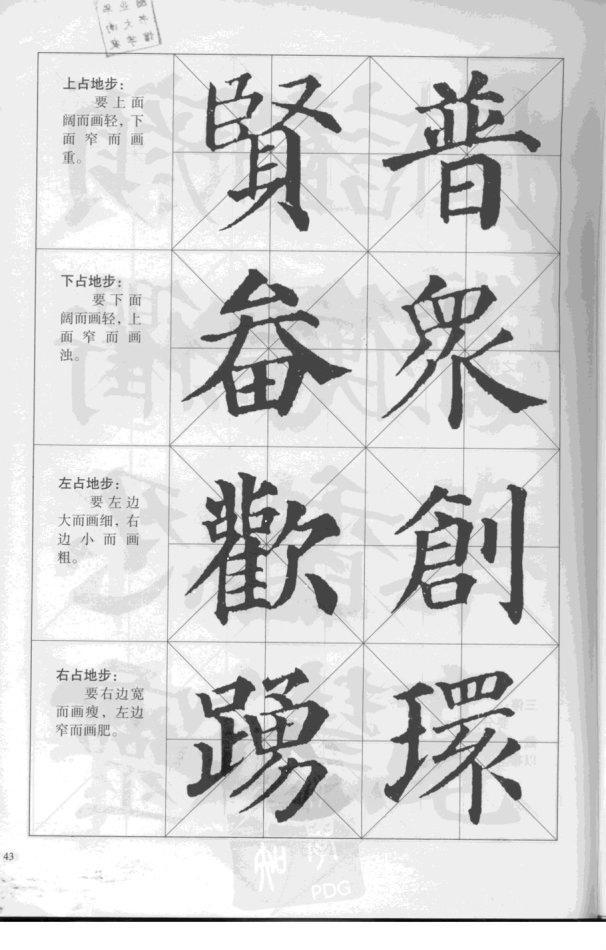 上占地步：
要上面
阔而画轻，下
面窄而画
重。
賢 普
下占地步：
要下面
阔而画轻，上
面窄而画
浊。
畚 眾
左占地步：
要左边
大而画细，右
边小而画
粗。
歡 創
右占地步：
要右边宽
而画瘦，左边
窄而画肥。
踴 環
43
PDG